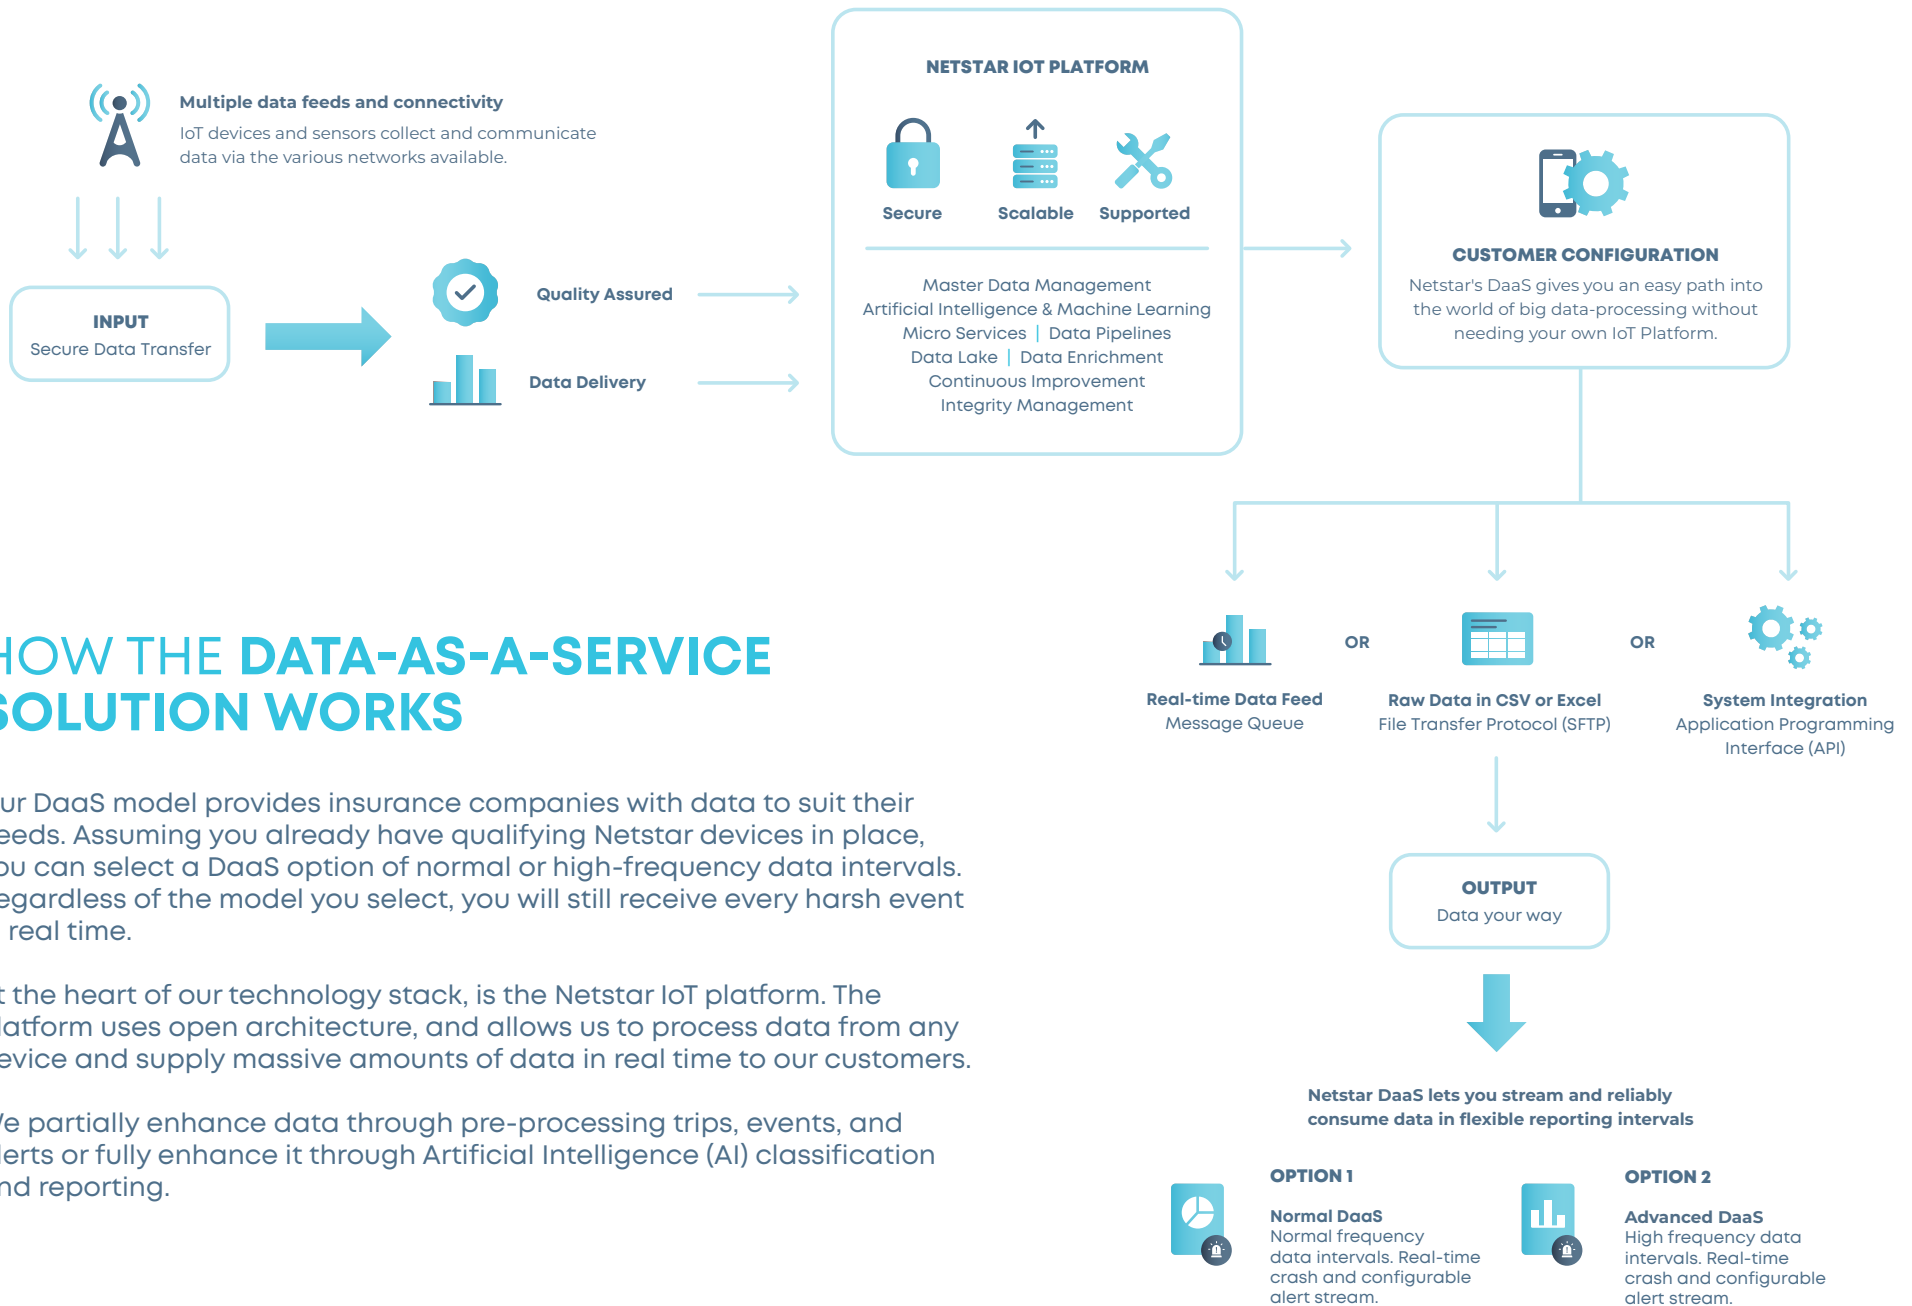 Multiple data feeds and connectivity
IoT devices and sensors collect and communicate
data via the various networks available.
INPUT
Secure Data Transfer
Quality Assured
Data Delivery
NETSTAR IOT PLATFORM
Secure
Scalable
Supported
Master Data Management
Artificial Intelligence & Machine Learning
Micro Services | Data Pipelines
Data Lake | Data Enrichment
Continuous Improvement
Integrity Management
CUSTOMER CONFIGURATION
Netstar's DaaS gives you an easy path into
the world of big data-processing without
needing your own IoT Platform.
HOW THE DATA-AS-A-SERVICE
SOLUTION WORKS
ur DaaS model provides insurance companies with data to suit their
eeds. Assuming you already have qualifying Netstar devices in place,
ou can select a DaaS option of normal or high-frequency data intervals.
egardless of the model you select, you will still receive every harsh event
real time.
t the heart of our technology stack, is the Netstar IoT platform. The
latform uses open architecture, and allows us to process data from any
evice and supply massive amounts of data in real time to our customers.
e partially enhance data through pre-processing trips, events, and
lerts or fully enhance it through Artificial Intelligence (AI) classification
nd reporting.
Real-time Data Feed
Message Queue
OR
Raw Data in CSV or Excel
File Transfer Protocol (SFTP)
OR
System Integration
Application Programming
Interface (API)
OUTPUT
Data your way
Netstar DaaS lets you stream and reliably
consume data in flexible reporting intervals
OPTION 1
Normal DaaS
Normal frequency
data intervals. Real-time
crash and configurable
alert stream.
OPTION 2
Advanced DaaS
High frequency data
intervals. Real-time
crash and configurable
alert stream.